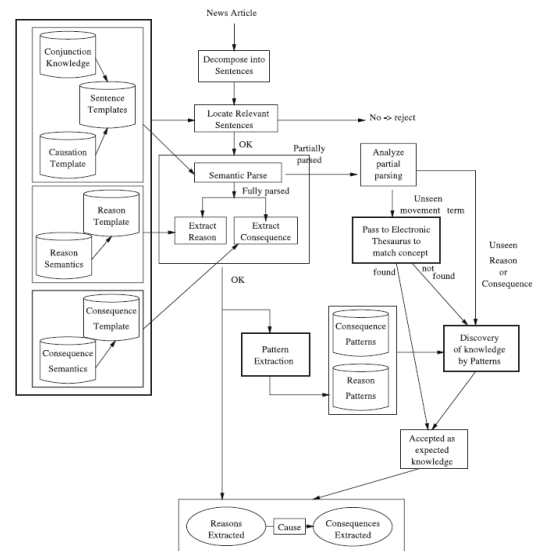 News Article
Conjunction
Knowledge
Decompose into
Sentences
Sentence
Templates
Locate Relevant
Sentences
No -> reject
Causation
Template
OK
Partially
parsed
Analyze
partial
parsing
Semantic Parse
Fully parsed
Reason
Template
Extract
Reason
Extract
Consequence
Unseen
movement term
Pass to Electronic
Thesaurus to
match concept
Reason
Semantics
Unseen
Reason
or
Consequence
found
not
found
OK
Consequence
Template
Consequence
Semantics
Pattern
Extraction
Consequence
Patterns
Reason
Patterns
Discovery
of knowledge
by Patterns
Accepted as
expected
knowledge
Reasons
Extracted
Cause
Consequences
Extracted